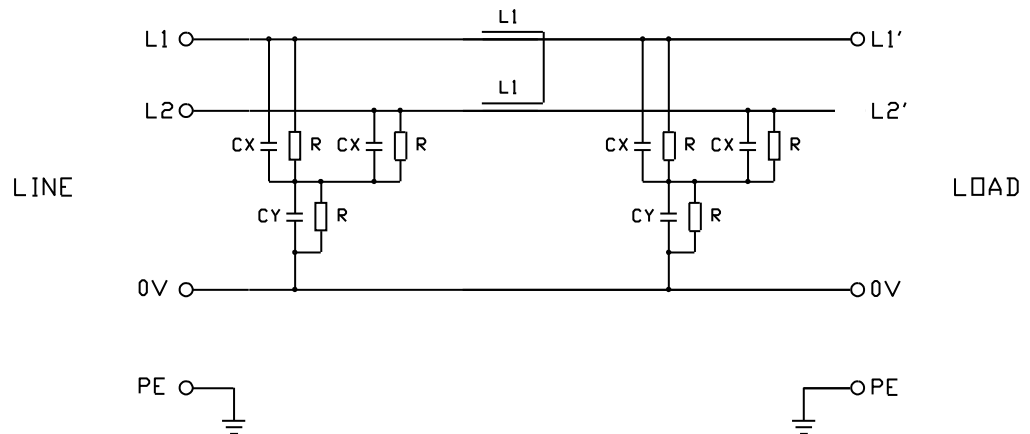 L1
L1 L1'
L1
L2 L2'
CX R CX R CX R CX R
LINE LOAD
CY R CY R
0V 0V
PE PE